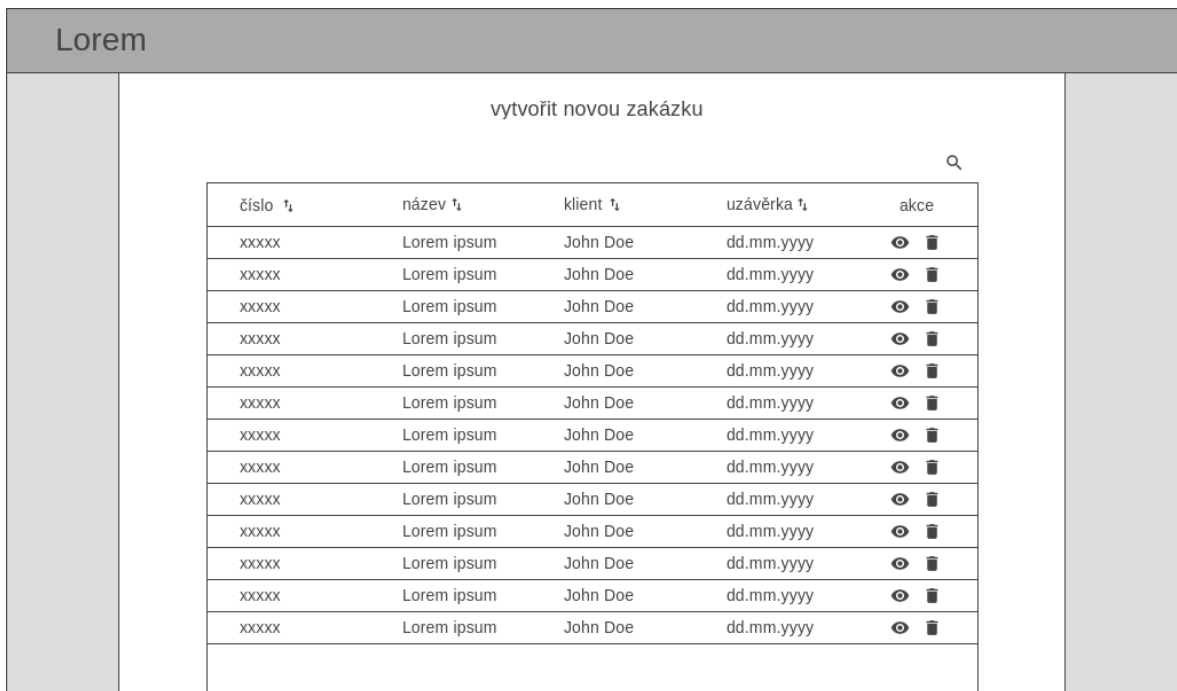 Lorem
vytvořit novou zakázku
číslo název klient uzávěrka akce
xxxxx Lorem ipsum John Doe dd.mm.yyyy
xxxxx Lorem ipsum John Doe dd.mm.yyyy
xxxxx Lorem ipsum John Doe dd.mm.yyyy
xxxxx Lorem ipsum John Doe dd.mm.yyyy
xxxxx Lorem ipsum John Doe dd.mm.yyyy
xxxxx Lorem ipsum John Doe dd.mm.yyyy
xxxxx Lorem ipsum John Doe dd.mm.yyyy
xxxxx Lorem ipsum John Doe dd.mm.yyyy
xxxxx Lorem ipsum John Doe dd.mm.yyyy
xxxxx Lorem ipsum John Doe dd.mm.yyyy
xxxxx Lorem ipsum John Doe dd.mm.yyyy
xxxxx Lorem ipsum John Doe dd.mm.yyyy
xxxxx Lorem ipsum John Doe dd.mm.yyyy